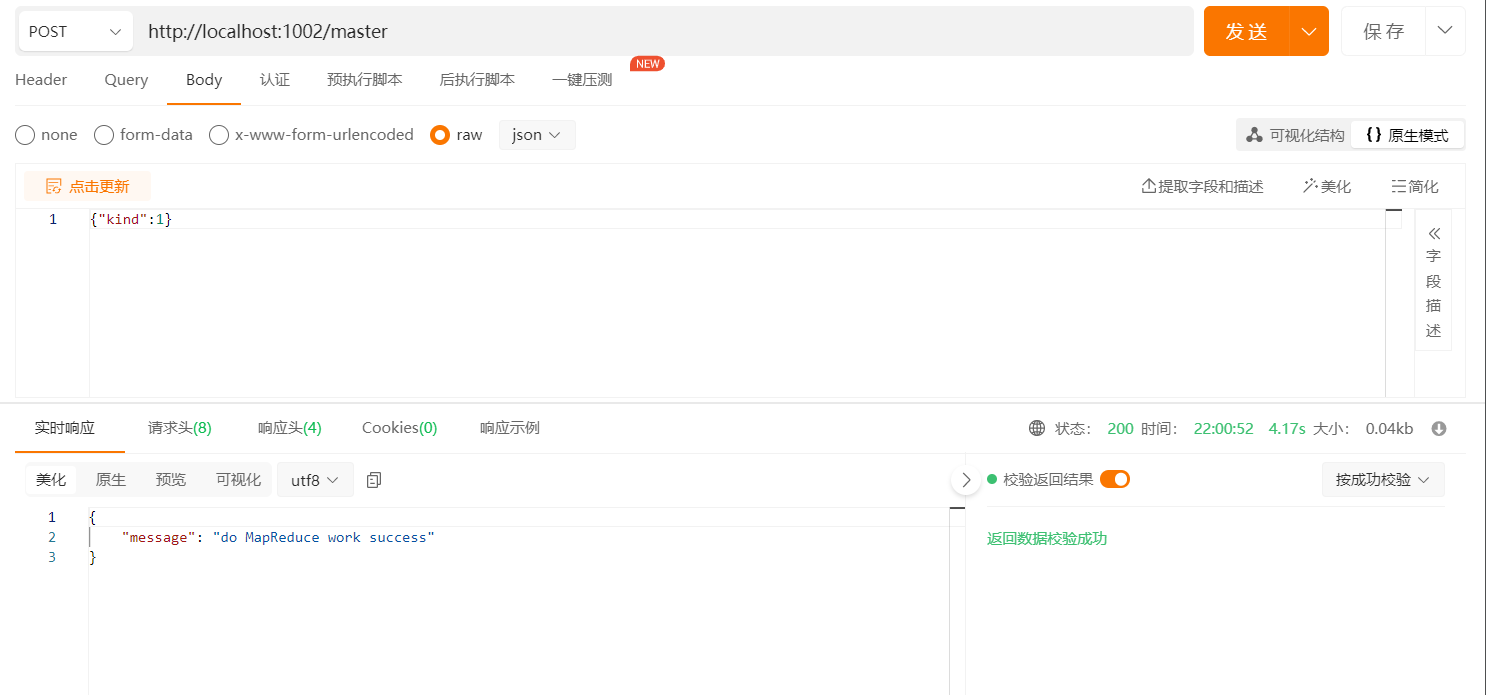 POST http://localhost:1002/master 发送 保存
NEW
Header Query Body 认证 预执行脚本 后执行脚本 一键压测
none form-data x-www-form-urlencoded raw json 可视化结构 {} 原生模式
点击更新 提取字段和描述 美化 简化
1 {"kind":1}
字
段
描
述
实时响应 请求头(8) 响应头(4) Cookies(0) 响应示例 状态: 200 时间: 22:00:52 4.17s 大小: 0.04kb
美化 原生 预览 可视化 utf8 校验返回结果 按成功校验
1 {
2 "message": "do MapReduce work success"
3 }
返回数据校验成功